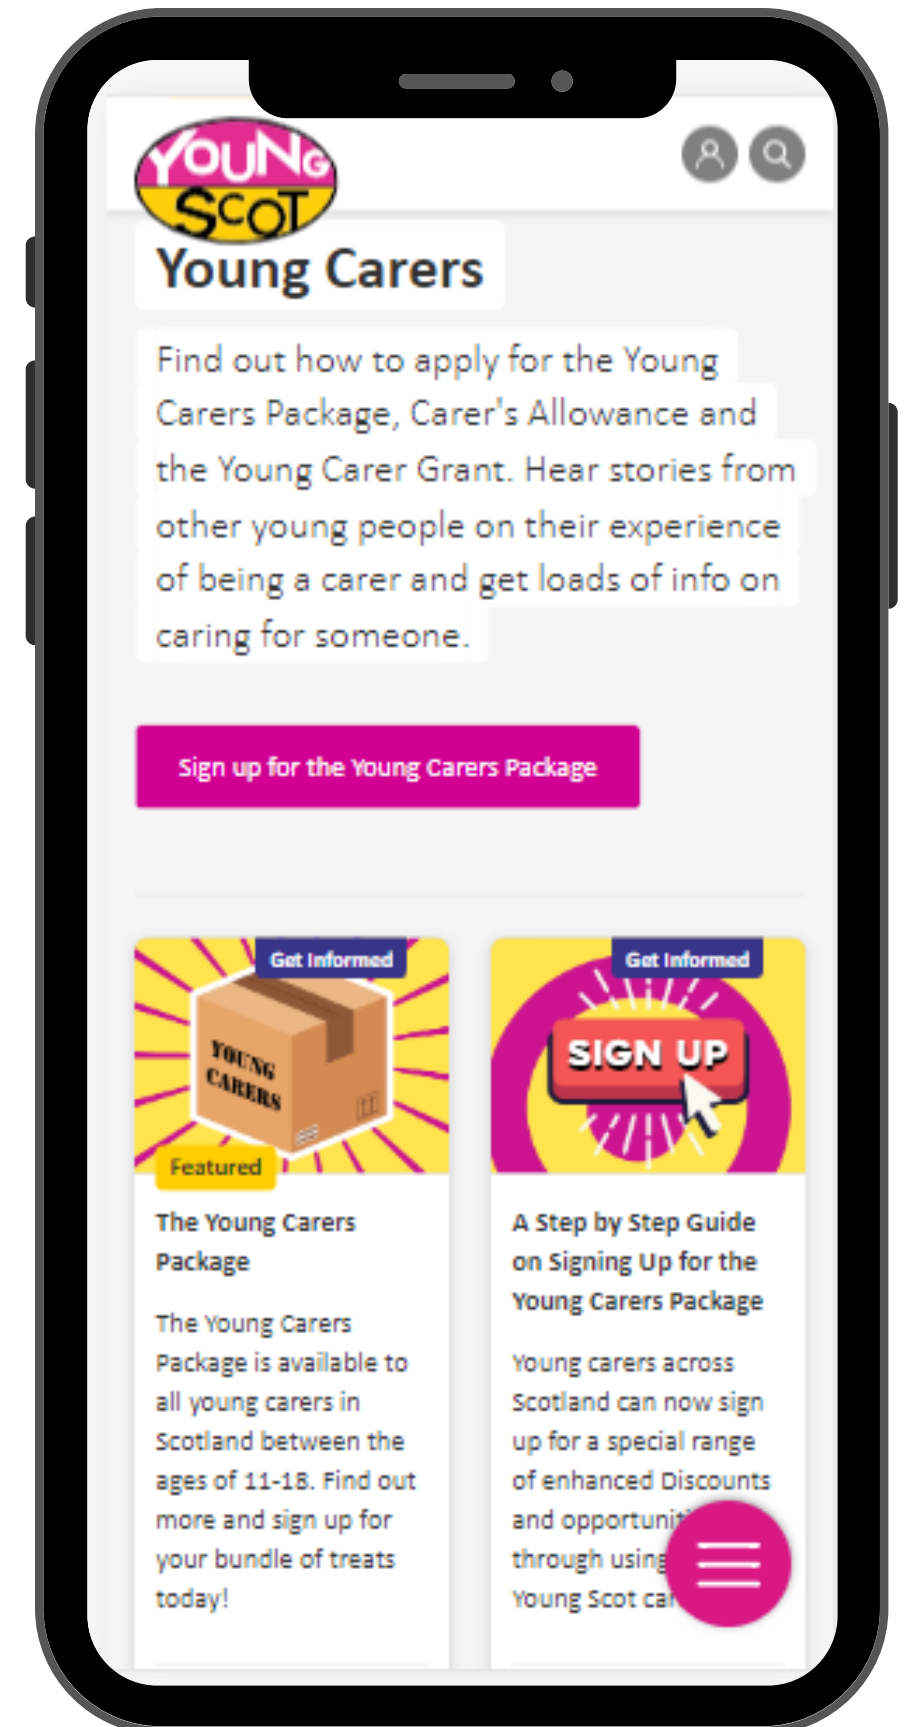 YOUNG
SCOT
Young Carers
Find out how to apply for the Young
Carers Package, Carer's Allowance and
the Young Carer Grant. Hear stories from
other young people on their experience
of being a carer and get loads of info on
caring for someone.
Sign up for the Young Carers Package
Get Informed
YOUNG
CARERS
Featured
The Young Carers
Package
The Young Carers
Package is available to
all young carers in
Scotland between the
ages of 11-18. Find out
more and sign up for
your bundle of treats
today!
Get Informed
SIGN UP
A Step by Step Guide
on Signing Up for the
Young Carers Package
Young carers across
Scotland can now sign
up for a special range
of enhanced Discounts
and
through using
Young Scot